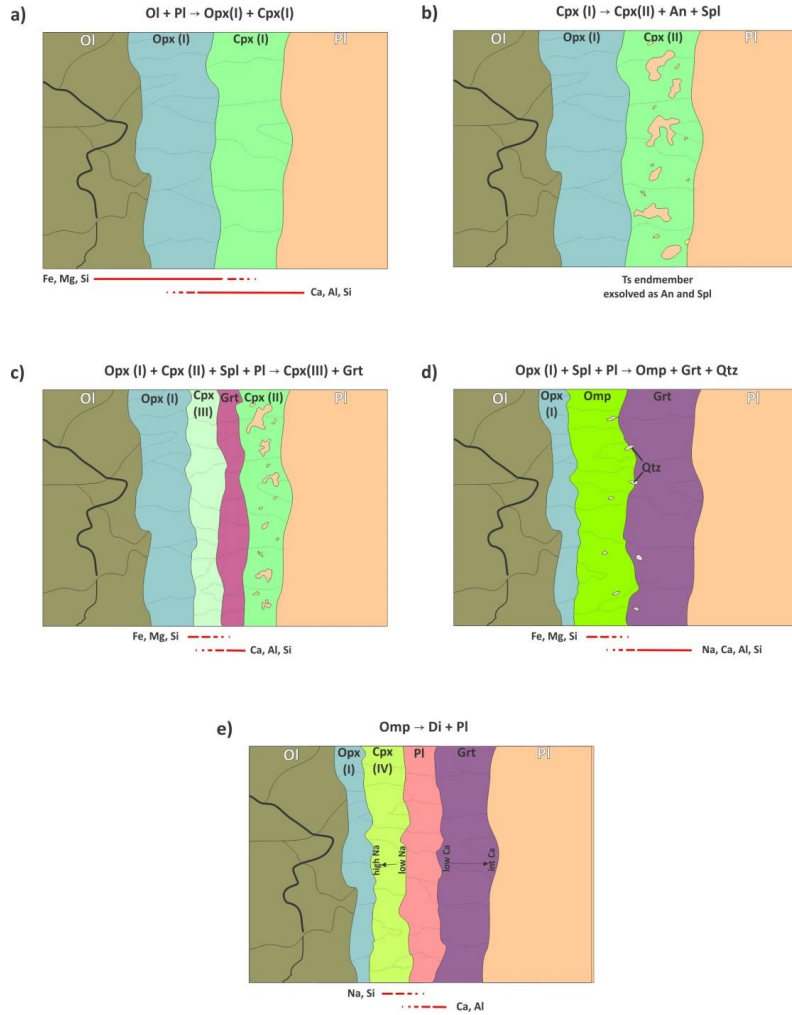 a)
Ol + Pl → Opx(I) + Cpx(I)
Ol
Opx (I)
Cpx (I)
Pl
Fe, Mg, Si
Ca, Al, Si
b)
Cpx (I) → Cpx(II) + An + Spl
Ol
Opx (I)
Cpx (II)
Pl
Ts endmember
exsolved as An and Spl
c)
Opx (I) + Cpx (II) + Spl + Pl → Cpx(III) + Grt
Ol
Opx (I)
Cpx
(III)
Grt
Cpx (II)
Pl
Fe, Mg, Si
Ca, Al, Si
d)
Opx (I) + Spl + Pl → Omp + Grt + Qtz
Ol
Opx
(I)
Omp
Grt
Pl
Qtz
Fe, Mg, Si
Na, Ca, Al, Si
e)
Omp → Di + Pl
Ol
Opx
(I)
Cpx
(IV)
Pl
Grt
Pl
high Na
low Na
low Ca
int Ca
Na, Si
Ca, Al